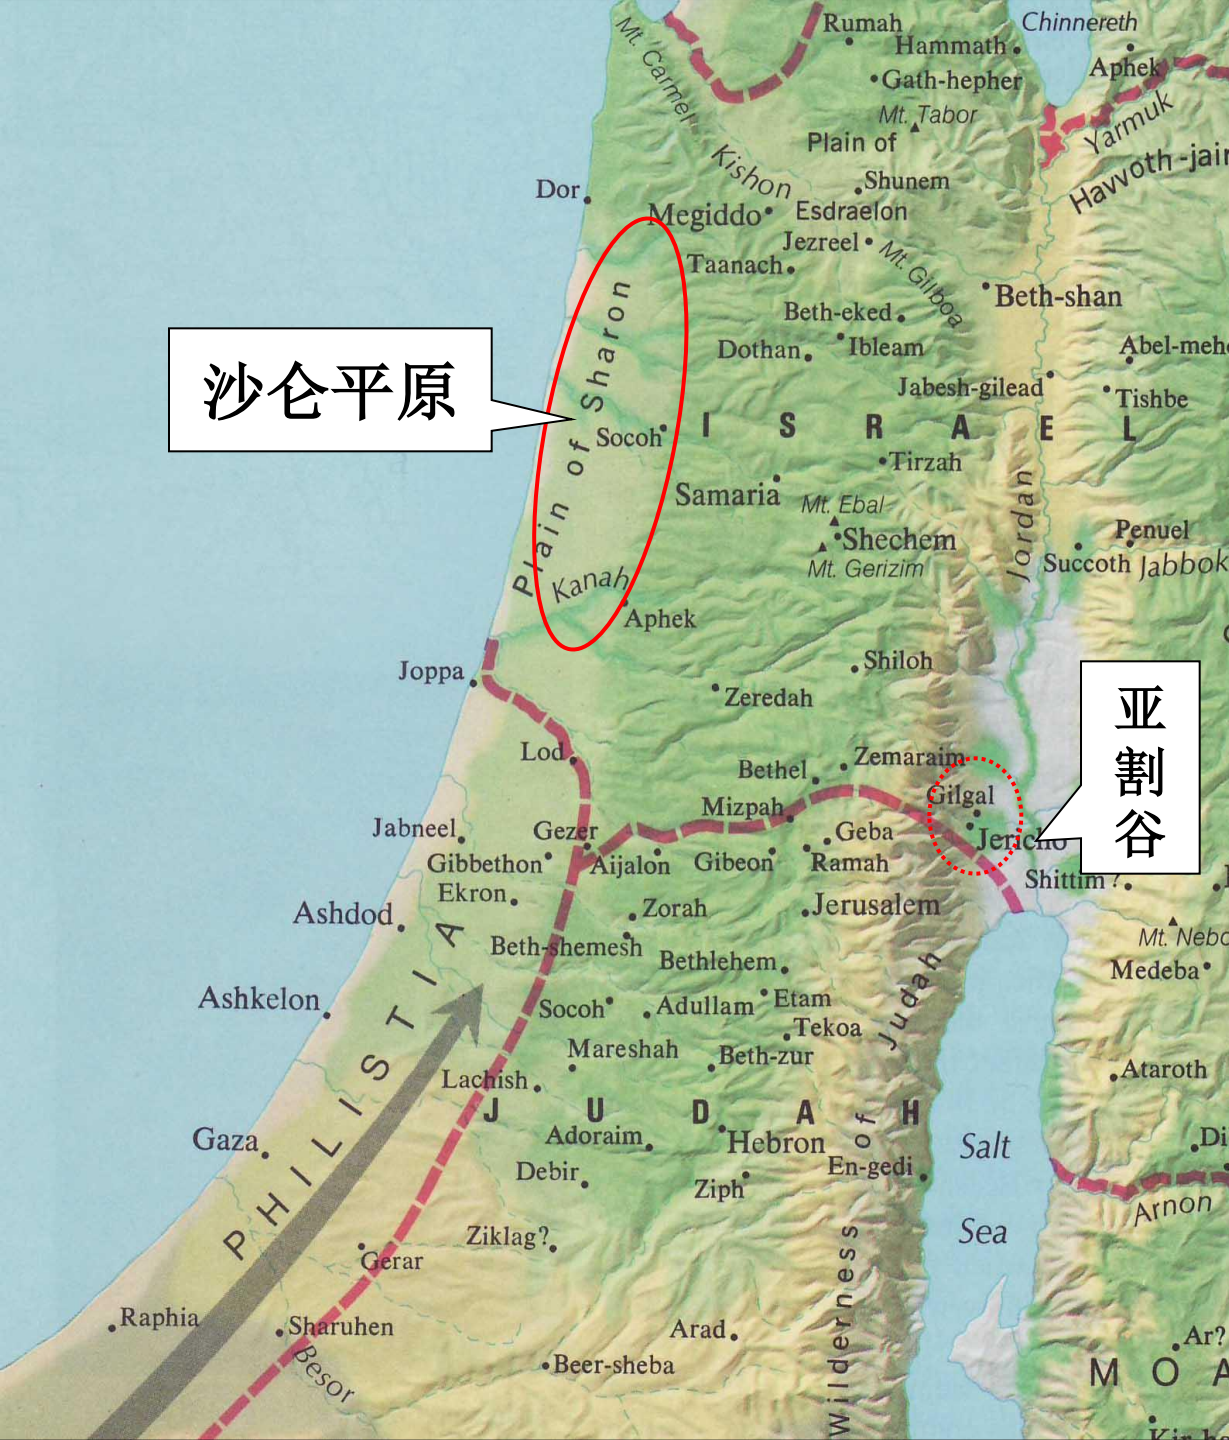 Chinnereth
Rumah
Hammath
Aphek
Mt. Carmel
Gath-hepher
Mt. Tabor
Yarmuk
Plain of
Kishon
Havvoth-jair
Shunem
Dor
Megiddo
Esdraelon
Jezreel
Taanach
Mt. Gilboa
Beth-shan
Beth-eked
Dothan
Ibleam
Abel-meho
Jabesh-gilead
Tishbe
沙仑平原
Plain of Sharon
Socoh
ISRAEL
Tirzah
Samaria
Mt. Ebal
Jordan
Shechem
Penuel
Mt. Gerizim
Succoth
Jabbok
Kanah
Aphek
Joppa
Shiloh
Zeredah
亚
割
谷
Lod
Zemaraim
Bethel
Gilgal
Mizpah
Jabneel
Gezer
Geba
Jericho
Gibbethon
Aijalon
Gibeon
Ramah
Shittim?
Ekron
Ashdod
Zorah
Jerusalem
Beth-shemesh
Mt. Nebo
Bethlehem
Medeba
Ashkelon
Socoh
Adullam
Etam
Tekoa
Mareshah
Beth-zur
Ataroth
Lachish
PHILISTIA
JUDAH
Gaza
Adoraim
Hebron
Salt
Di
Debir
Ziph
En-gedi
Arnon
Sea
Ziklag?
Gerar
Wilderness of Judah
Raphia
Sharuhen
Arad
Ar?
Besor
Beer-sheba
MOA